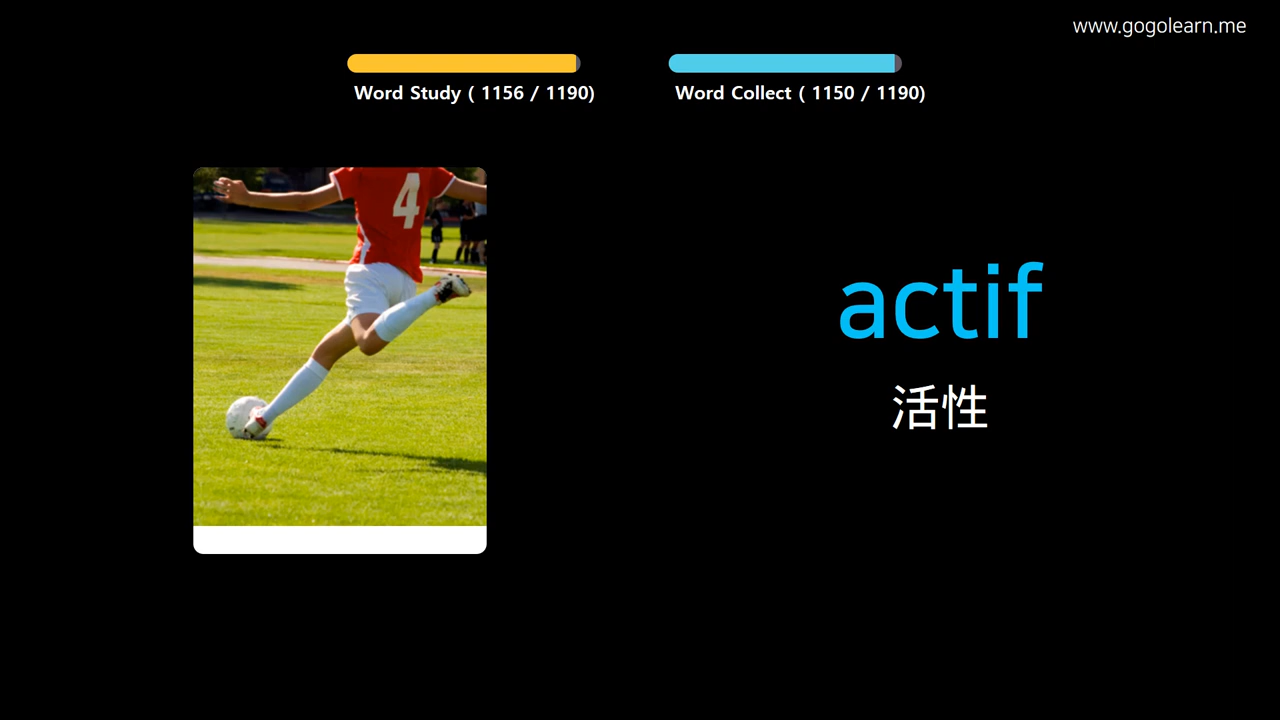 www.gogolearn.me
Word Study ( 1156 / 1190)
Word Collect ( 1150 / 1190)
4
actif
活性